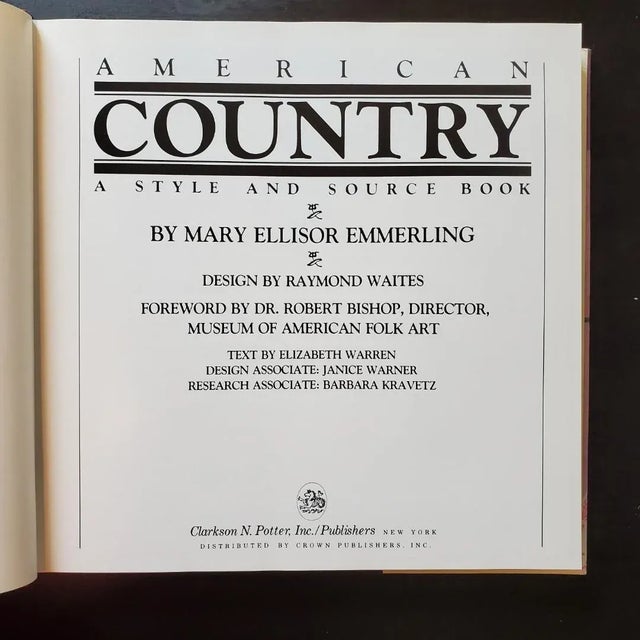 AMERICAN
COUNTRY
A STYLE AND SOURCE BOOK
BY MARY ELLISOR EMMERLING
DESIGN BY RAYMOND WAITES
FOREWORD BY DR. ROBERT BISHOP, DIRECTOR,
MUSEUM OF AMERICAN FOLK ART
TEXT BY ELIZABETH WARREN
DESIGN ASSOCIATE: JANICE WARNER
RESEARCH ASSOCIATE: BARBARA KRAVETZ
Clarkson N. Potter, Inc./Publishers NEW YORK
DISTRIBUTED BY CROWN PUBLISHERS, INC.